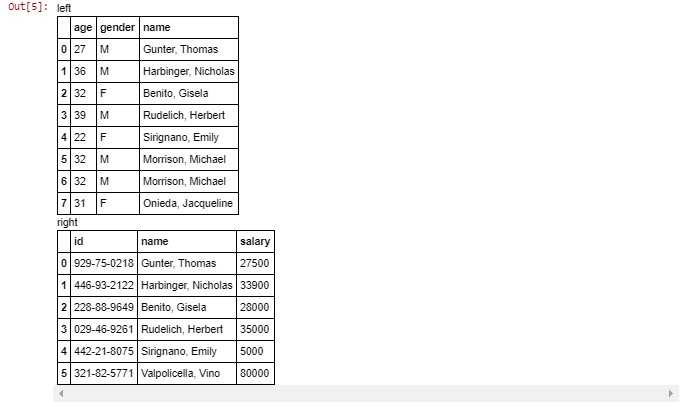 Out[5]: left
age gender name
0 27 M Gunter, Thomas
1 36 M Harbinger, Nicholas
2 32 F Benito, Gisela
3 39 M Rudelich, Herbert
4 22 F Sirignano, Emily
5 32 M Morrison, Michael
6 32 M Morrison, Michael
7 31 F Onieda, Jacqueline
right
id name salary
0 929-75-0218 Gunter, Thomas 27500
1 446-93-2122 Harbinger, Nicholas 33900
2 228-88-9649 Benito, Gisela 28000
3 029-46-9261 Rudelich, Herbert 35000
4 442-21-8075 Sirignano, Emily 5000
5 321-82-5771 Valpolicella, Vino 80000